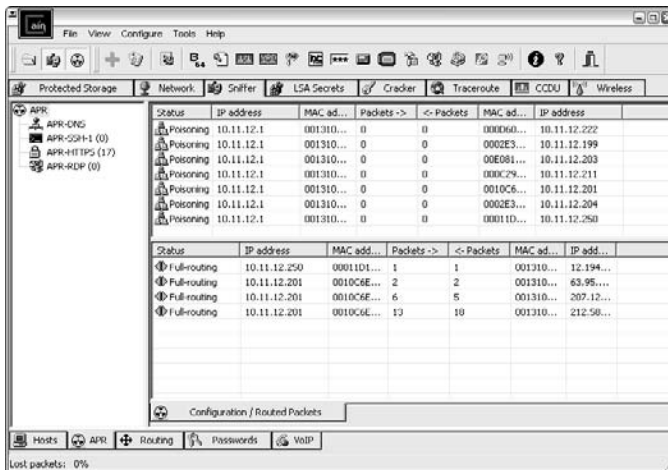 ain
File View Configure Tools Help
Protected Storage Network Sniffer LSA Secrets Cracker Traceroute CCDU Wireless
APR
APR-DNS
APR-SSH-1 (0)
APR-HTTPS (17)
APR-RDP (0)
Status IP address MAC ad... Packets -> <- Packets MAC ad... IP address
Poisoning 10.11.12.1 001310... 0 0 000D60... 10.11.12.222
Poisoning 10.11.12.1 001310... 0 0 0002E3... 10.11.12.199
Poisoning 10.11.12.1 001310... 0 0 00E081... 10.11.12.203
Poisoning 10.11.12.1 001310... 0 0 000C29... 10.11.12.211
Poisoning 10.11.12.1 001310... 0 0 0010C6... 10.11.12.201
Poisoning 10.11.12.1 001310... 0 0 0002E3... 10.11.12.204
Poisoning 10.11.12.1 001310... 0 0 00011D... 10.11.12.250
Status IP address MAC add... Packets -> <- Packets MAC ad... IP add...
Full-routing 10.11.12.250 00011D1... 1 1 001310... 12.194...
Full-routing 10.11.12.201 0010C6E... 2 2 001310... 63.95....
Full-routing 10.11.12.201 0010C6E... 6 5 001310... 207.12...
Full-routing 10.11.12.201 0010C6E... 13 18 001310... 212.58...
Configuration / Routed Packets
Hosts APR Routing Passwords VoIP
Lost packets: 0%